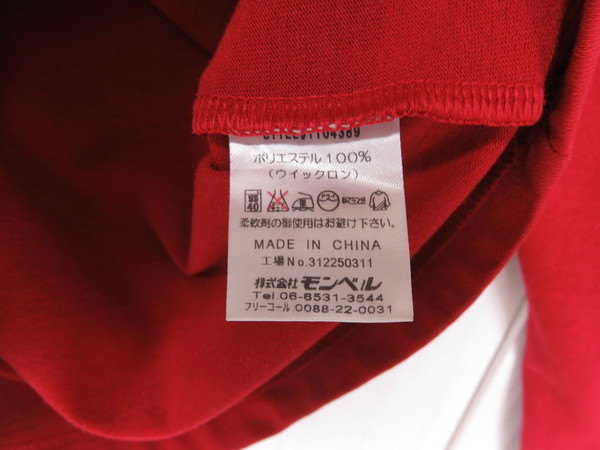 ポリエステル100%
(ウイックロン)
40
柔軟剤の御使用はお避け下さい。
MADE IN CHINA
工場No.312250311
株式会社モンベル
Tel.06-6531-3544
フリーコール:0088-22-0031